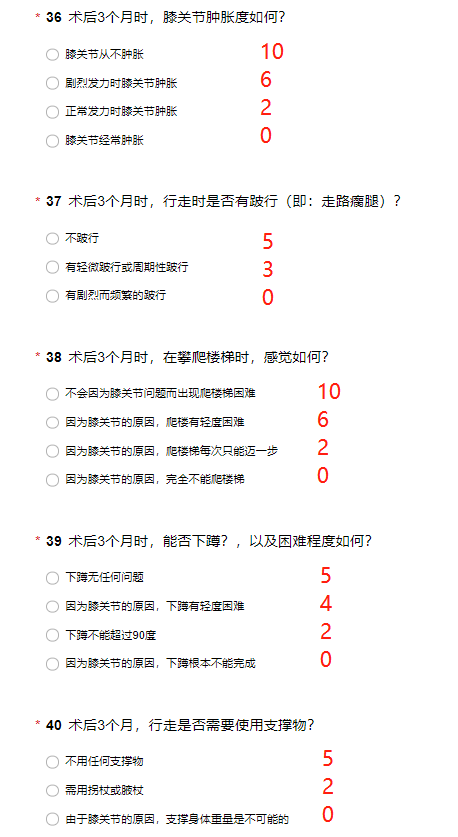 * 36 术后3个月时，膝关节肿胀度如何?
膝关节从不肿胀 10
剧烈发力时膝关节肿胀 6
正常发力时膝关节肿胀 2
膝关节经常肿胀 0
* 37 术后3个月时，行走时是否有跛行（即：走路瘸腿）?
不跛行 5
有轻微跛行或周期性跛行 3
有剧烈而频繁的跛行 0
* 38 术后3个月时，在攀爬楼梯时，感觉如何?
不会因为膝关节问题而出现爬楼梯困难 10
因为膝关节的原因，爬楼有轻度困难 6
因为膝关节的原因，爬楼梯每次只能迈一步 2
因为膝关节的原因，完全不能爬楼梯 0
* 39 术后3个月时，能否下蹲?，以及困难程度如何?
下蹲无任何问题 5
因为膝关节的原因，下蹲有轻度困难 4
下蹲不能超过90度 2
因为膝关节的原因，下蹲根本不能完成 0
* 40 术后3个月，行走是否需要使用支撑物?
不用任何支撑物 5
需用拐杖或腋杖 2
由于膝关节的原因，支撑身体重量是不可能的 0